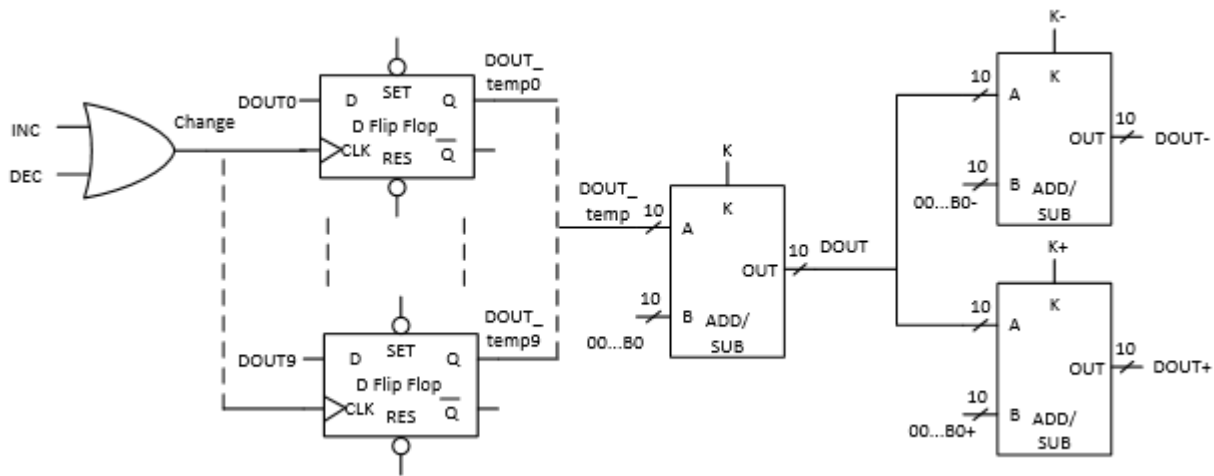 INC
DEC
Change
DOUT0
D
SET
Q
D Flip Flop
CLK
RES
Q
DOUT_
temp0
DOUT9
D
SET
Q
D Flip Flop
CLK
RES
Q
DOUT_
temp9
DOUT_
temp
10
K
K
A
OUT
10
B
00...B0
ADD/
SUB
10
DOUT
K-
K
10
A
OUT
10
DOUT-
10
B
00...B0-
ADD/
SUB
K+
K
10
A
OUT
10
DOUT+
10
B
00...B0+
ADD/
SUB